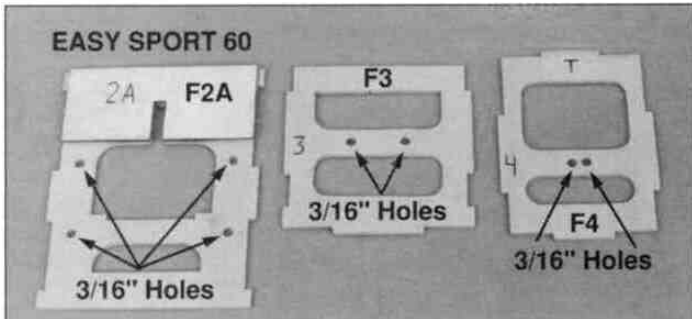 EASY SPORT 60
2A
F2A
F3
T
3
4
3/16" Holes
F4
3/16" Holes
3/16" Holes